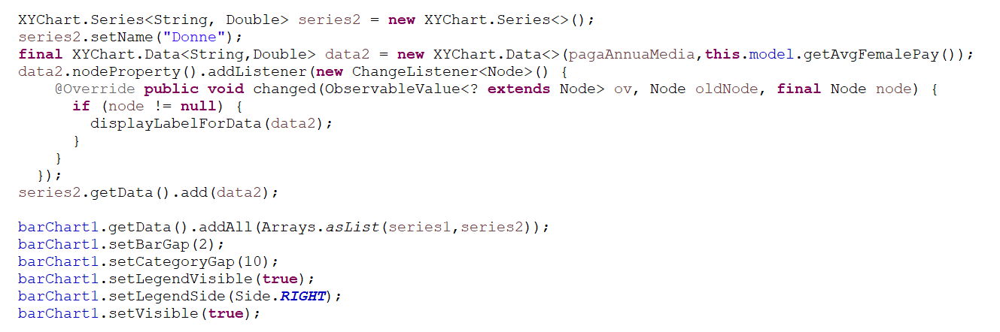 XYChart.Series<String, Double> series2 = new XYChart.Series<>();
series2.setName("Donne");
final XYChart.Data<String,Double> data2 = new XYChart.Data<>(pagaAnnuaMedia,this.model.getAvgFemalePay());
data2.nodeProperty().addListener(new ChangeListener<Node>() {
    @Override public void changed(ObservableValue<? extends Node> ov, Node oldNode, final Node node) {
      if (node != null) {
        displayLabelForData(data2);
      }
    }
  });
series2.getData().add(data2);

barChart1.getData().addAll(Arrays.asList(series1,series2));
barChart1.setBarGap(2);
barChart1.setCategoryGap(10);
barChart1.setLegendVisible(true);
barChart1.setLegendSide(Side.RIGHT);
barChart1.setVisible(true);